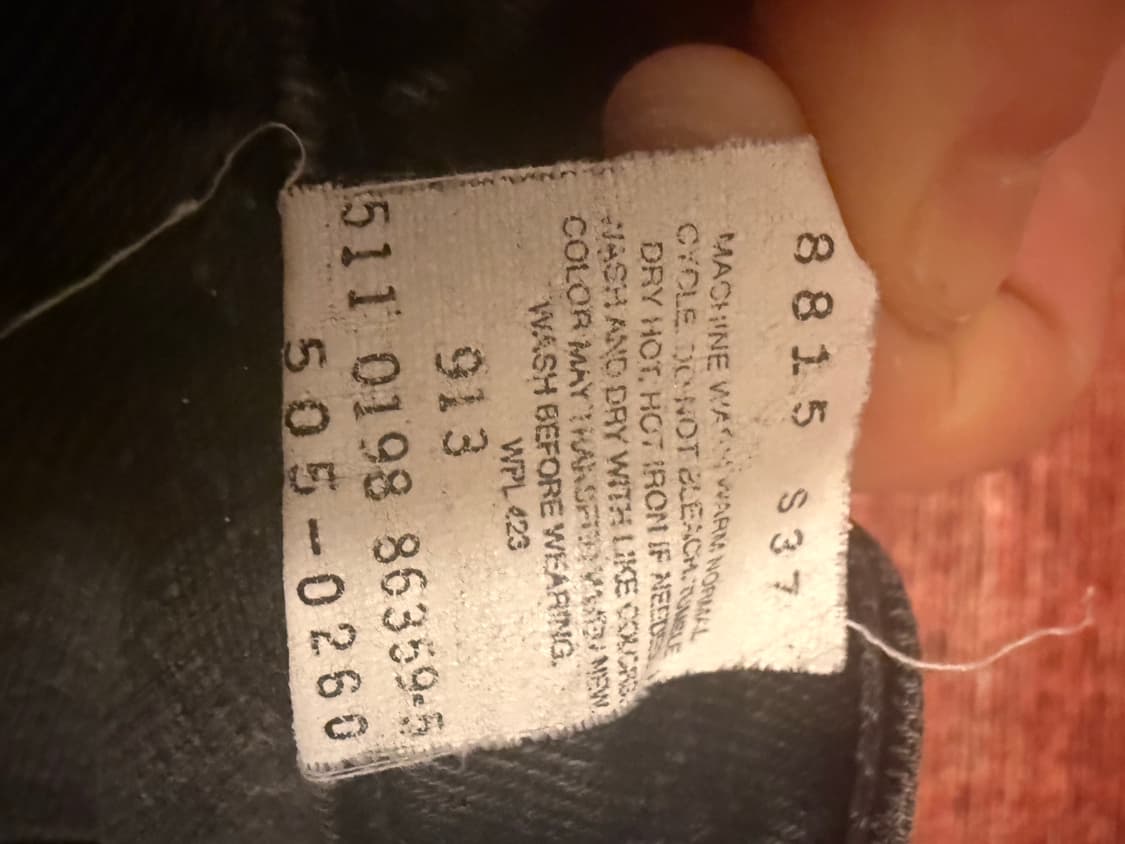 8815 S37
MACHINE WASH WARM NORMAL
CYCLE. DO NOT BLEACH. TUMBLE
DRY HOT. HOT IRON IF NEEDED.
WASH AND DRY WITH LIKE COLORS
COLOR MAY TRANSFER WHEN NEW
WASH BEFORE WEARING.
WPL 423
913
511 0198 86359-5
505-0260